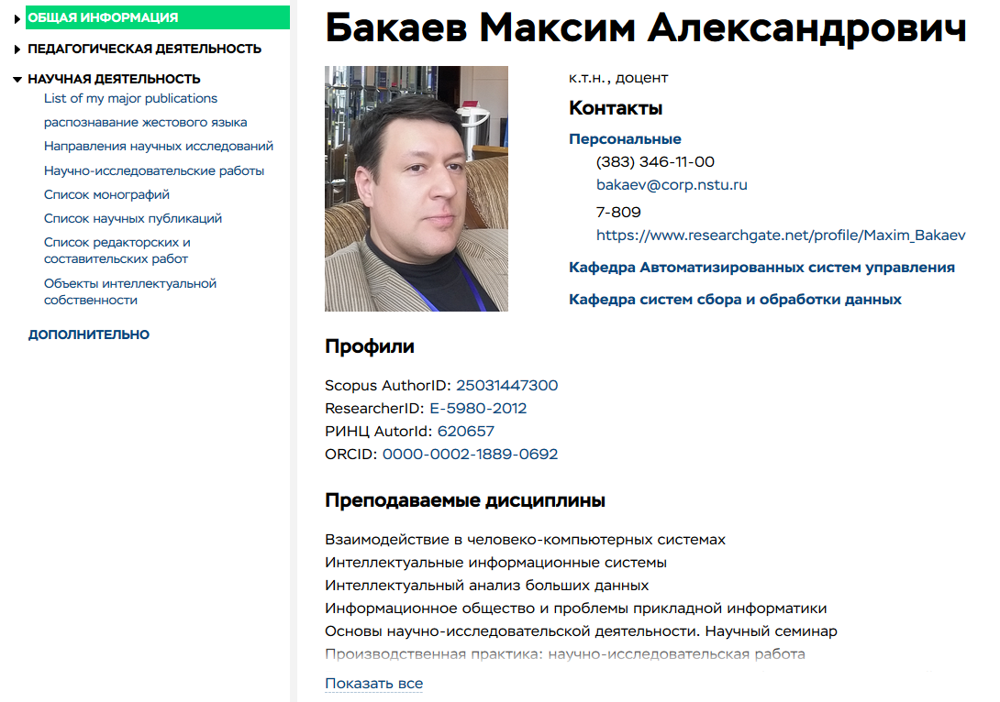 ОБЩАЯ ИНФОРМАЦИЯ
ПЕДАГОГИЧЕСКАЯ ДЕЯТЕЛЬНОСТЬ
НАУЧНАЯ ДЕЯТЕЛЬНОСТЬ
List of my major publications
распознавание жестового языка
Направления научных исследований
Научно-исследовательские работы
Список монографий
Список научных публикаций
Список редакторских и
составительских работ
Объекты интеллектуальной
собственности
ДОПОЛНИТЕЛЬНО
Бакаев Максим Александрович
к.т.н., доцент
Контакты
Персональные
(383) 346-11-00
bakaev@corp.nstu.ru
7-809
https://www.researchgate.net/profile/Maxim_Bakaev
Кафедра Автоматизированных систем управления
Кафедра систем сбора и обработки данных
Профили
Scopus AuthorID: 25031447300
ResearcherID: E-5980-2012
РИНЦ AutorId: 620657
ORCID: 0000-0002-1889-0692
Преподаваемые дисциплины
Взаимодействие в человеко-компьютерных системах
Интеллектуальные информационные системы
Интеллектуальный анализ больших данных
Информационное общество и проблемы прикладной информатики
Основы научно-исследовательской деятельности. Научный семинар
Производственная практика: научно-исследовательская работа
Показать все